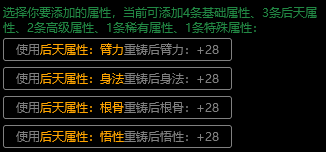 选择你要添加的属性，当前可添加4条基础属性、3条后天属
性、2条高级属性、1条稀有属性、1条特殊属性：
使用后天属性：臂力重铸后臂力：+28
使用后天属性：身法重铸后身法：+28
使用后天属性：根骨重铸后根骨：+28
使用后天属性：悟性重铸后悟性：+28